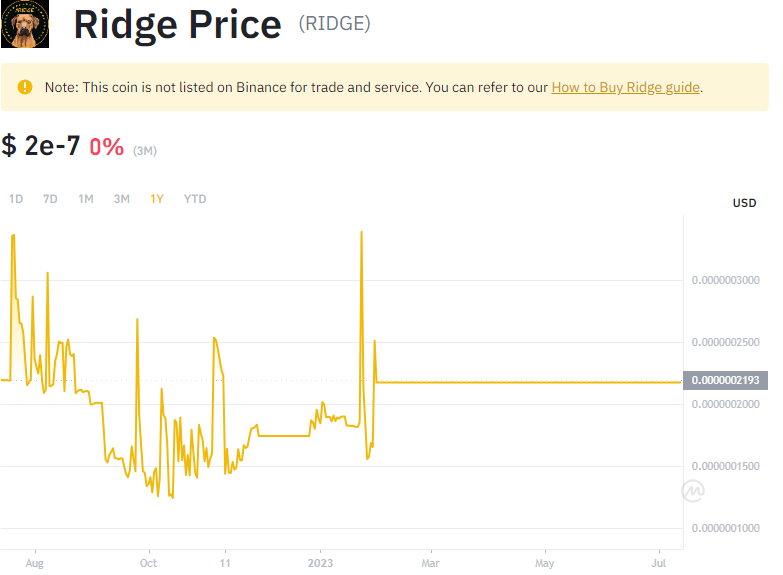 RIDGE
Ridge Price (RIDGE)
Note: This coin is not listed on Binance for trade and service. You can refer to our How to Buy Ridge guide.
$ 2e-7 0% (3M)
1D 7D 1M 3M 1Y YTD
USD
0.0000003000
0.0000002500
0.0000002193
0.0000002000
0.0000001500
0.0000001000
Aug Oct 11 2023 Mar May Jul